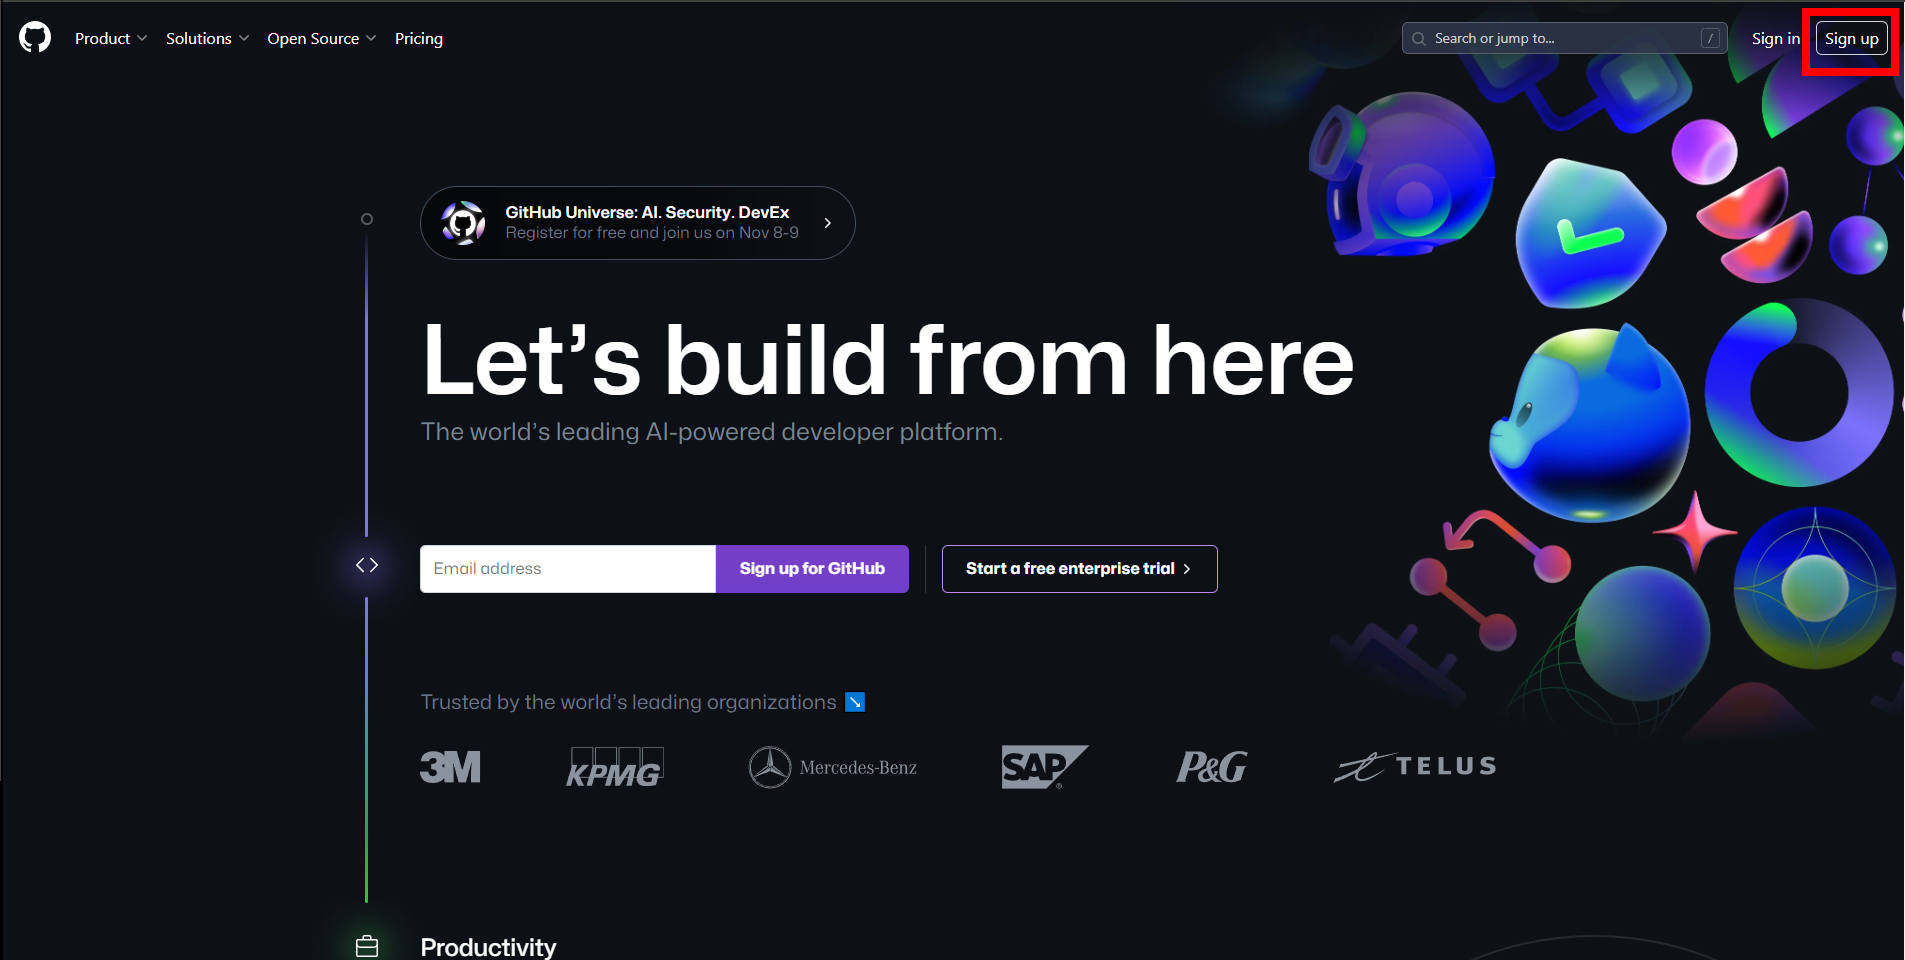 Product
Solutions
Open Source
Pricing
Search or jump to...
/
Sign in
Sign up
GitHub Universe: AI. Security. DevEx
Register for free and join us on Nov 8-9
Let’s build from here
The world’s leading AI-powered developer platform.
Email address
Sign up for GitHub
Start a free enterprise trial
Trusted by the world’s leading organizations
3M
KPMG
Mercedes-Benz
SAP®
P&G
TELUS
Productivity